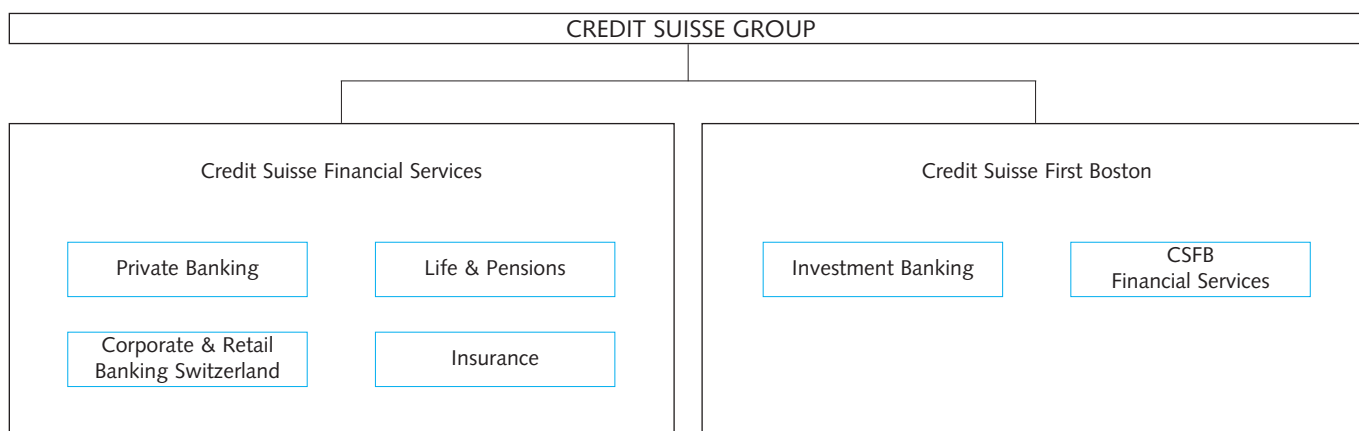 CREDIT SUISSE GROUP
Credit Suisse Financial Services
Private Banking
Life & Pensions
Corporate & Retail
Banking Switzerland
Insurance
Credit Suisse First Boston
Investment Banking
CSFB
Financial Services